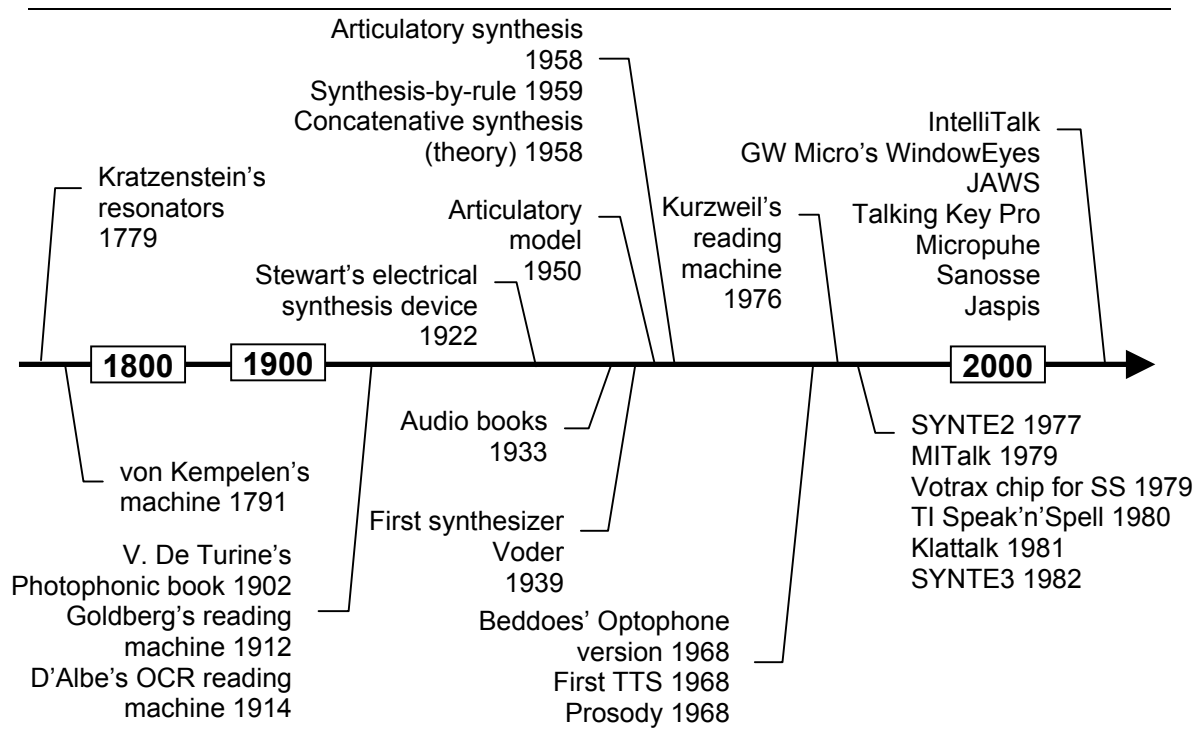 Articulatory synthesis
1958
Synthesis-by-rule 1959
Concatenative synthesis
(theory) 1958
IntelliTalk
GW Micro's WindowEyes
JAWS
Talking Key Pro
Micropuhe
Sanosse
Jaspis
Kratzenstein's
resonators
1779
Articulatory
model
1950
Kurzweil's
reading
machine
1976
Stewart's electrical
synthesis device
1922
1800
1900
2000
von Kempelen's
machine 1791
Audio books
1933
SYNTE2 1977
MITalk 1979
Votrax chip for SS 1979
TI Speak'n'Spell 1980
Klattalk 1981
SYNTE3 1982
First synthesizer
Voder
1939
V. De Turine's
Photophonic book 1902
Goldberg's reading
machine 1912
D'Albe's OCR reading
machine 1914
Beddoes' Optophone
version 1968
First TTS 1968
Prosody 1968